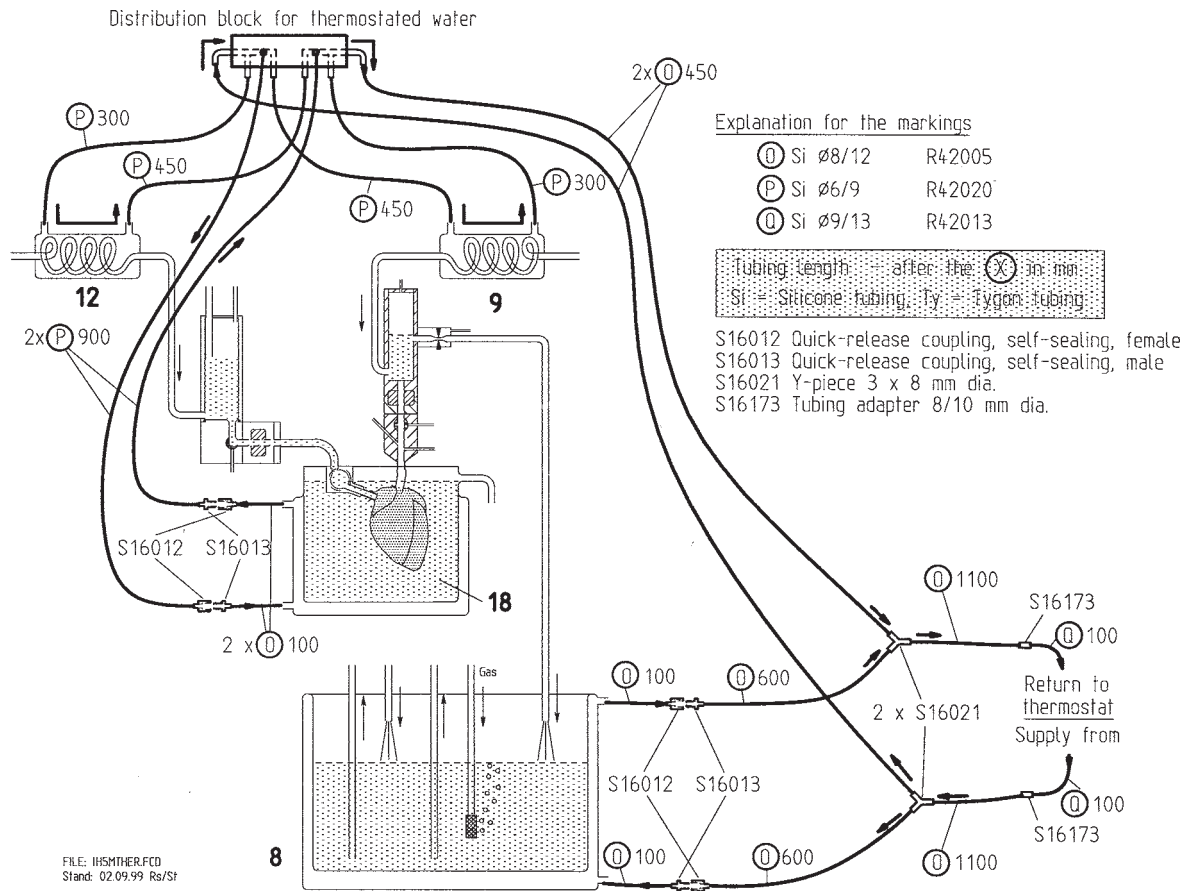 Distribution block for thermostated water
2x Ⓞ 450
Ⓟ 300
Ⓟ 450
Ⓟ 450
Ⓟ 300
Explanation for the markings
Ⓞ Si ø8/12 R42005
Ⓟ Si ø6/9 R42020
Ⓠ Si ø9/13 R42013
Tubing length - after the Ⓧ in mm
Si - Silicone tubing, Ty - Tygon tubing
S16012 Quick-release coupling, self-sealing, female
S16013 Quick-release coupling, self-sealing, male
S16021 Y-piece 3 x 8 mm dia.
S16173 Tubing adapter 8/10 mm dia.
12
9
2x Ⓟ 900
S16012 S16013
18
2 x Ⓞ 100
Ⓞ 1100
S16173
Ⓠ 100
Return to
thermostat
Supply from
Gas
Ⓞ 100
Ⓞ 600
2 x S16021
S16012 S16013
Ⓠ 100
S16173
Ⓞ 1100
8
Ⓞ 100
Ⓞ 600
FILE: IH5MTHER.FCD
Stand: 02.09.99 Rs/St